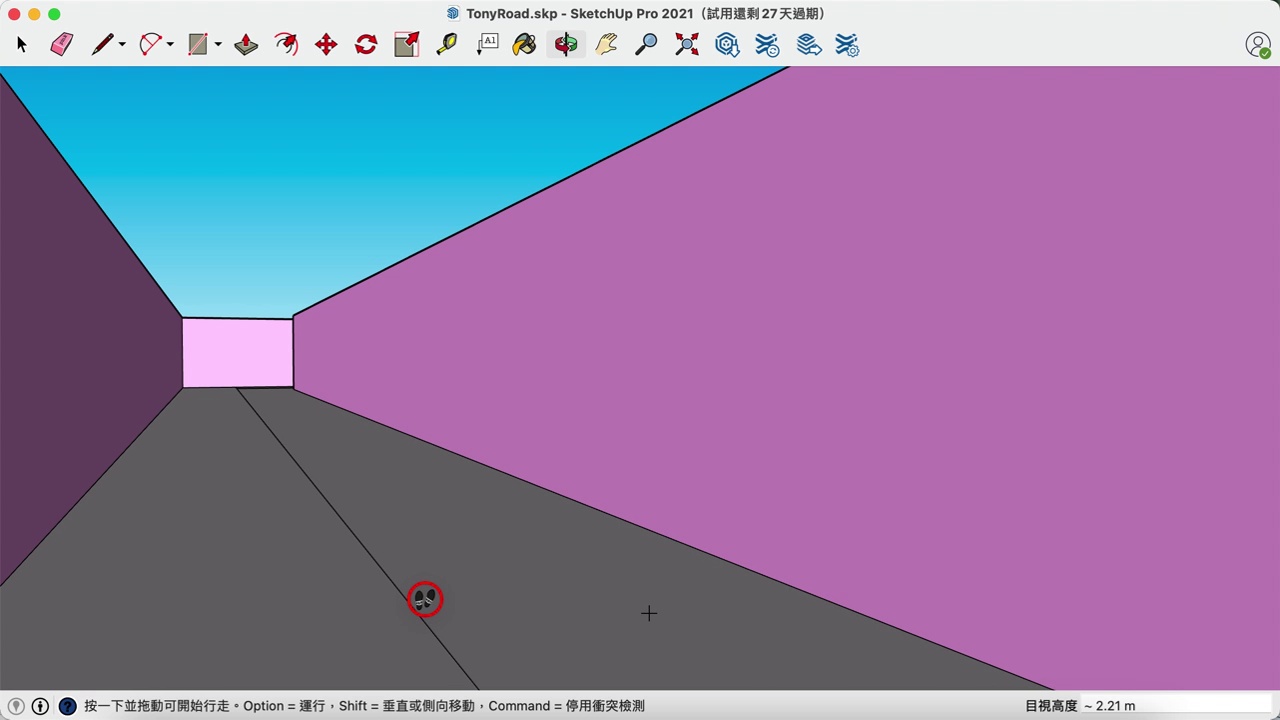 TonyRoad.skp - SketchUp Pro 2021（試用還剩 27 天過期）
A1
按一下並拖動可開始行走。Option = 運行，Shift = 垂直或側向移動，Command = 停用衝突檢測
目視高度 ~ 2.21 m